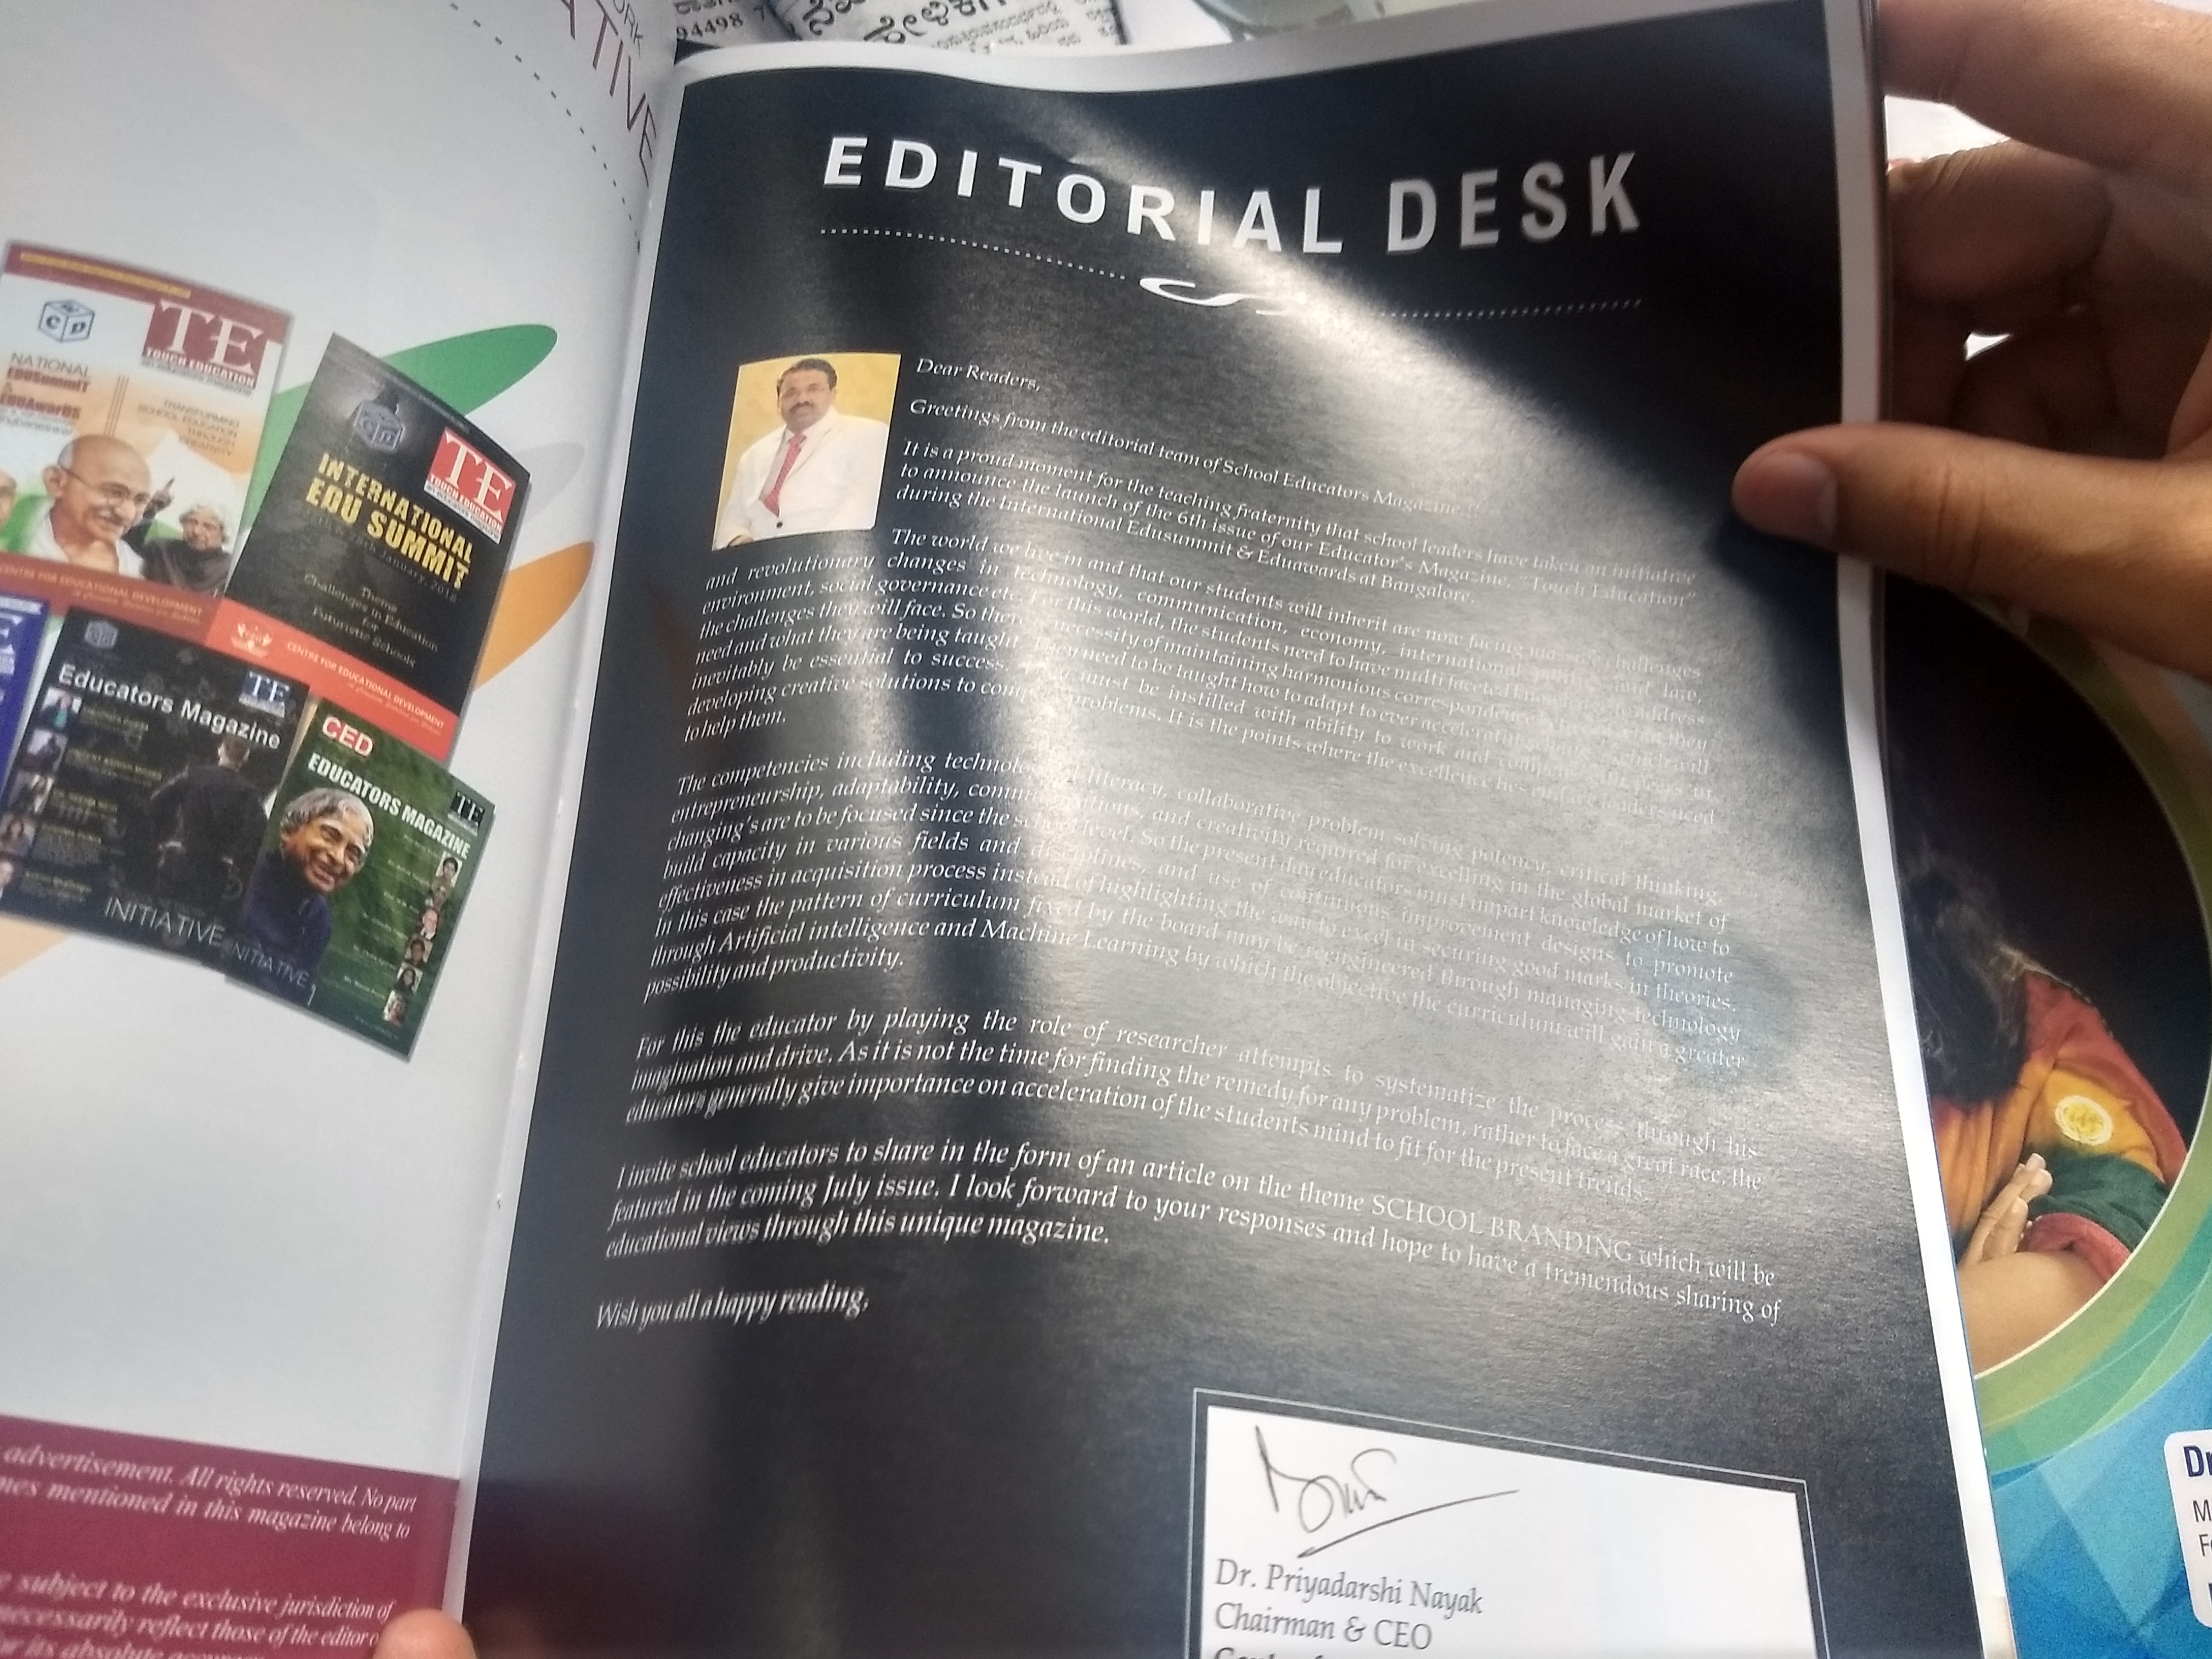 EDITORIAL DESK
Dear Readers,
Greetings from the editorial team of School Educators Magazine
It is a proud moment for the teaching fraternity that school leaders have taken an initiative
to announce the launch of the 6th issue of our Educator's Magazine. "Touch Education"
during the International Edusummit & Eduawards at Bangalore.
The world we live in and that our students will inherit are now facing massive challenges
and revolutionary changes in technology, communication, economy, international and law,
environment, social governance etc. For this world, the students need to have multi faceted address
the challenges they will face. So there necessity of maintaining harmonious correspondence they
need and what they are being taught need to be taught how to adapt to ever accelerating which will
inevitably be essential to success. must be instilled with ability to work and in
developing creative solutions to problems. It is the points where the excellence lies leaders need
to help them.
The competencies including literacy, collaborative problem solving potency, critical thinking,
entrepreneurship, adaptability, and creativity required for excelling in the global market of
changing's are to be focused since the level. So the present day educators must impart knowledge of how to
build capacity in various fields and disciplines, and use of continuous improvement designs to promote
effectiveness in acquisition process instead of highlighting the way to excel in securing good marks in theories.
In this case the pattern of curriculum fixed by the board may be reengineered through managing technology
through Artificial intelligence and Machine Learning by which the objective the curriculum will gain a greater
possibility and productivity.
For this the educator by playing the role of researcher attempts to systematize the process through his
imagination and drive. As it is not the time for finding the remedy for any problem, rather to face a great race, the
educators generally give importance on acceleration of the students mind to fit for the present trends.
I invite school educators to share in the form of an article on the theme SCHOOL BRANDING which will be
featured in the coming July issue. I look forward to your responses and hope to have a tremendous sharing of
educational views through this unique magazine.
Wish you all a happy reading,
Dr. Priyadarshi Nayak
Chairman & CEO
ATIVE
94498
NATIONAL
EDUSummIT
&
EDUAwarDS
TE
TOUCH EDUCATION
TRANSFORMING
SCHOOL EDUCATION
THROUGH
CENTRE FOR EDUCATIONAL DEVELOPMENT
TE
TOUCH EDUCATION
INTERNATIONAL
EDU SUMMIT
Theme
Challenges in Education
for
Futuristic Schools
CENTRE FOR EDUCATIONAL DEVELOPMENT
TE
Educators Magazine
INITIATIVE
CED
EDUCATORS MAGAZINE
TE
INITIATIVE
advertisement. All rights reserved. No part
mes mentioned in this magazine belong to
subject to the exclusive jurisdiction of
necessarily reflect those of the editor
or its absolute